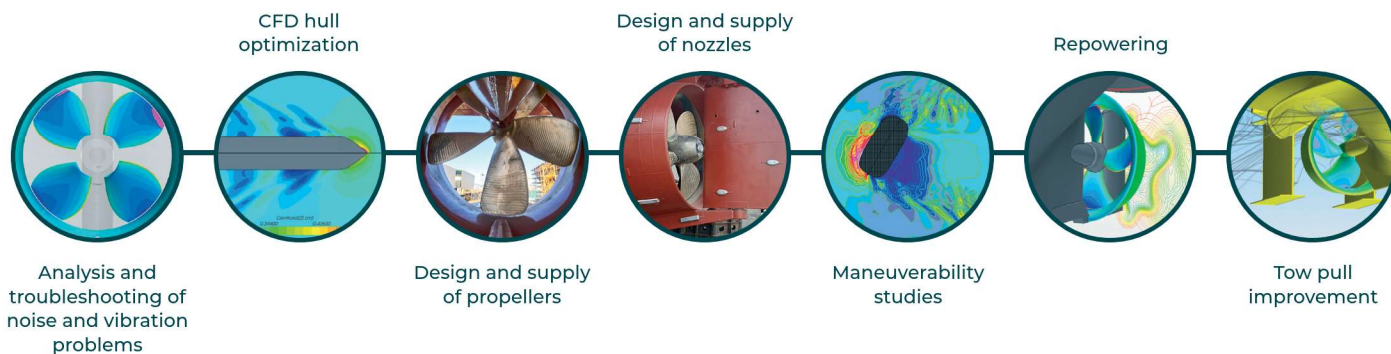 Analysis and
troubleshooting of
noise and vibration
problems
CFD hull
optimization
Design and supply
of propellers
Design and supply
of nozzles
Maneuverability
studies
Repowering
Tow pull
improvement